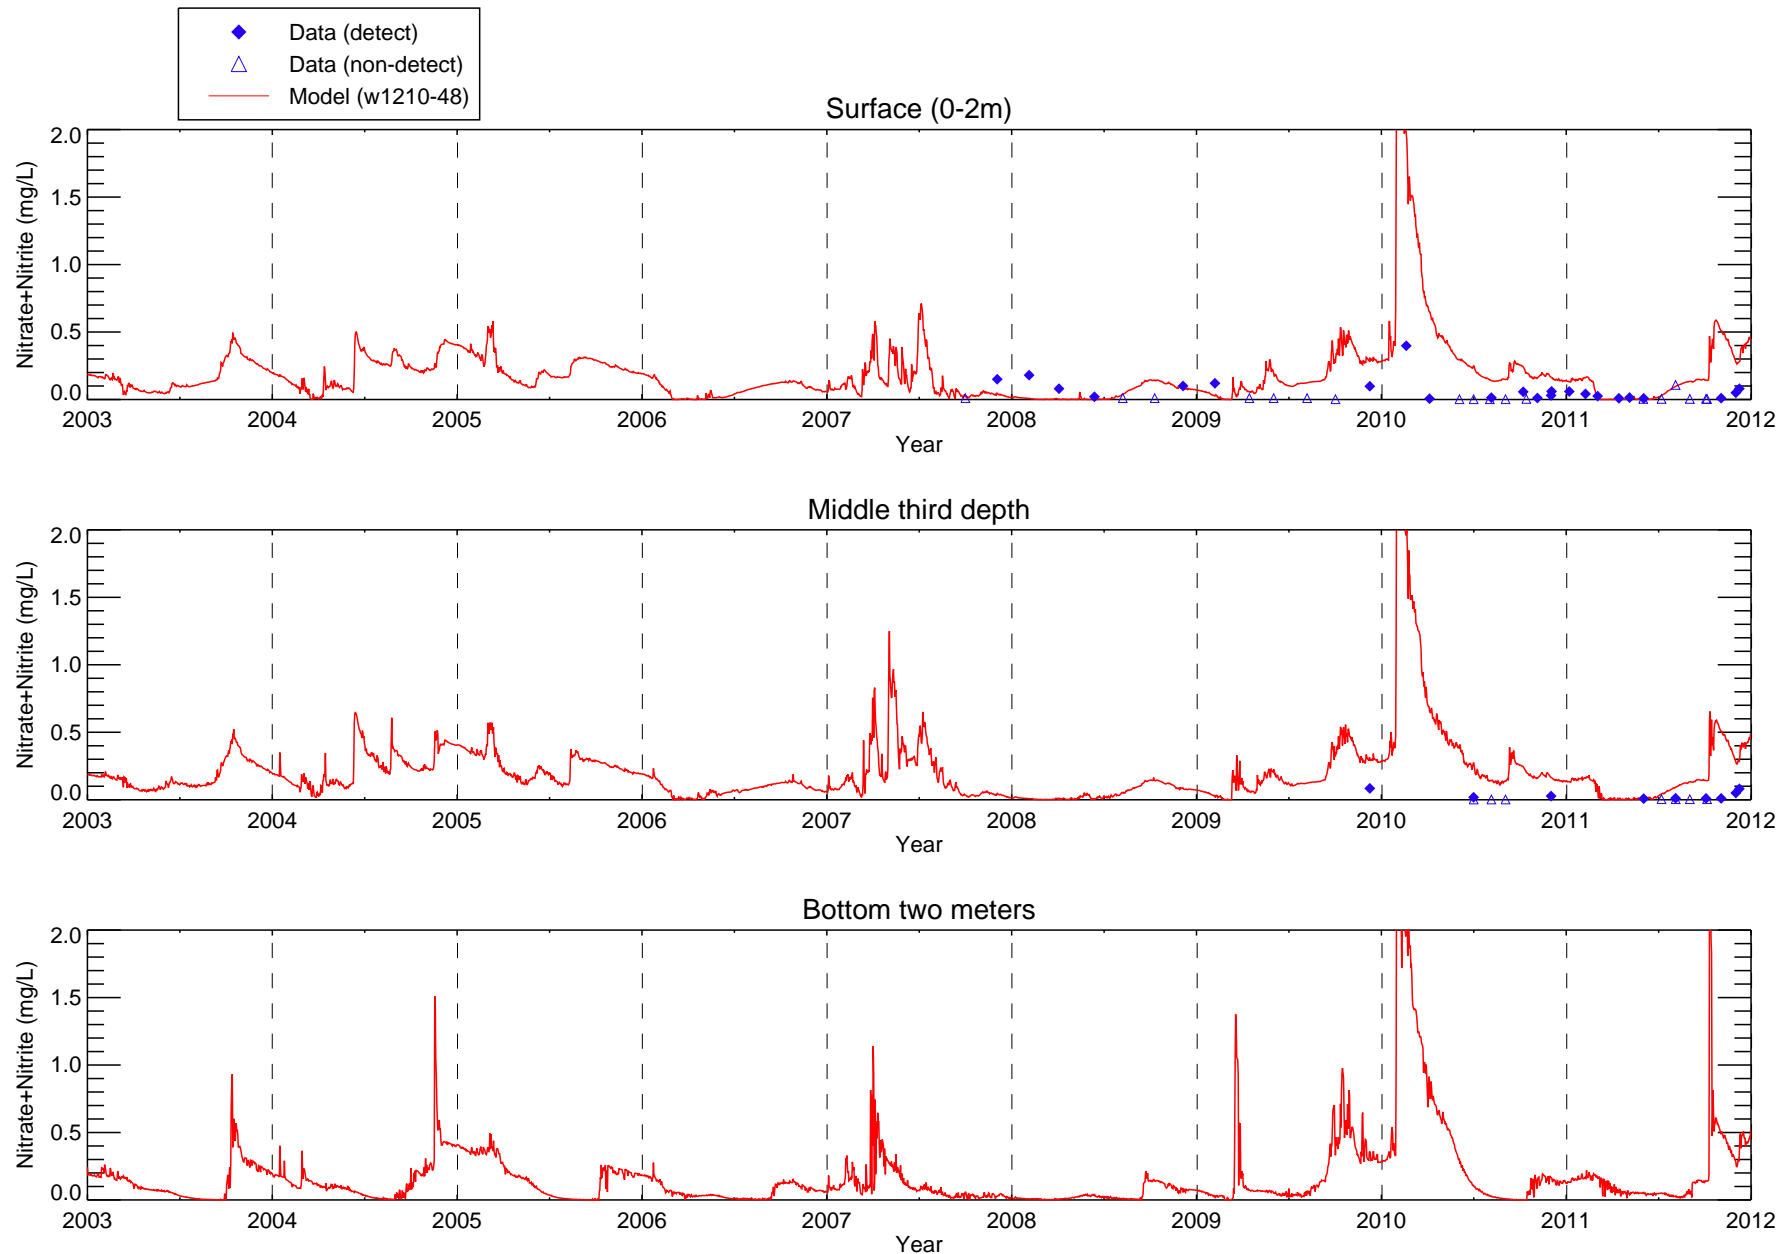 Data (detect)
Data (non-detect)
Model (w1210-48)
Surface (0-2m)
Nitrate+Nitrite (mg/L)
2.0
1.5
1.0
0.5
0.0
2003 2004 2005 2006 2007 2008 2009 2010 2011 2012
Year
Middle third depth
Nitrate+Nitrite (mg/L)
2.0
1.5
1.0
0.5
0.0
2003 2004 2005 2006 2007 2008 2009 2010 2011 2012
Year
Bottom two meters
Nitrate+Nitrite (mg/L)
2.0
1.5
1.0
0.5
0.0
2003 2004 2005 2006 2007 2008 2009 2010 2011 2012
Year